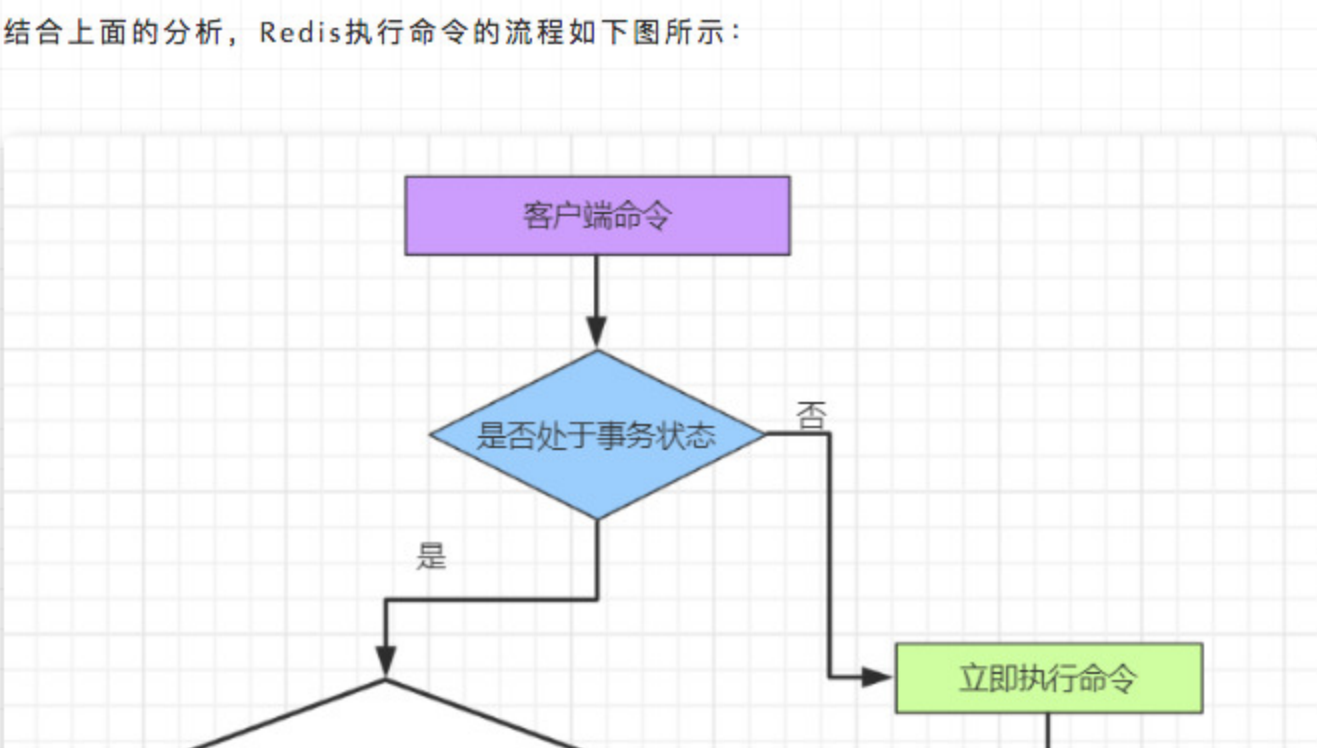 结合上面的分析，Redis执行命令的流程如下图所示：
客户端命令
是否处于事务状态
否
是
立即执行命令